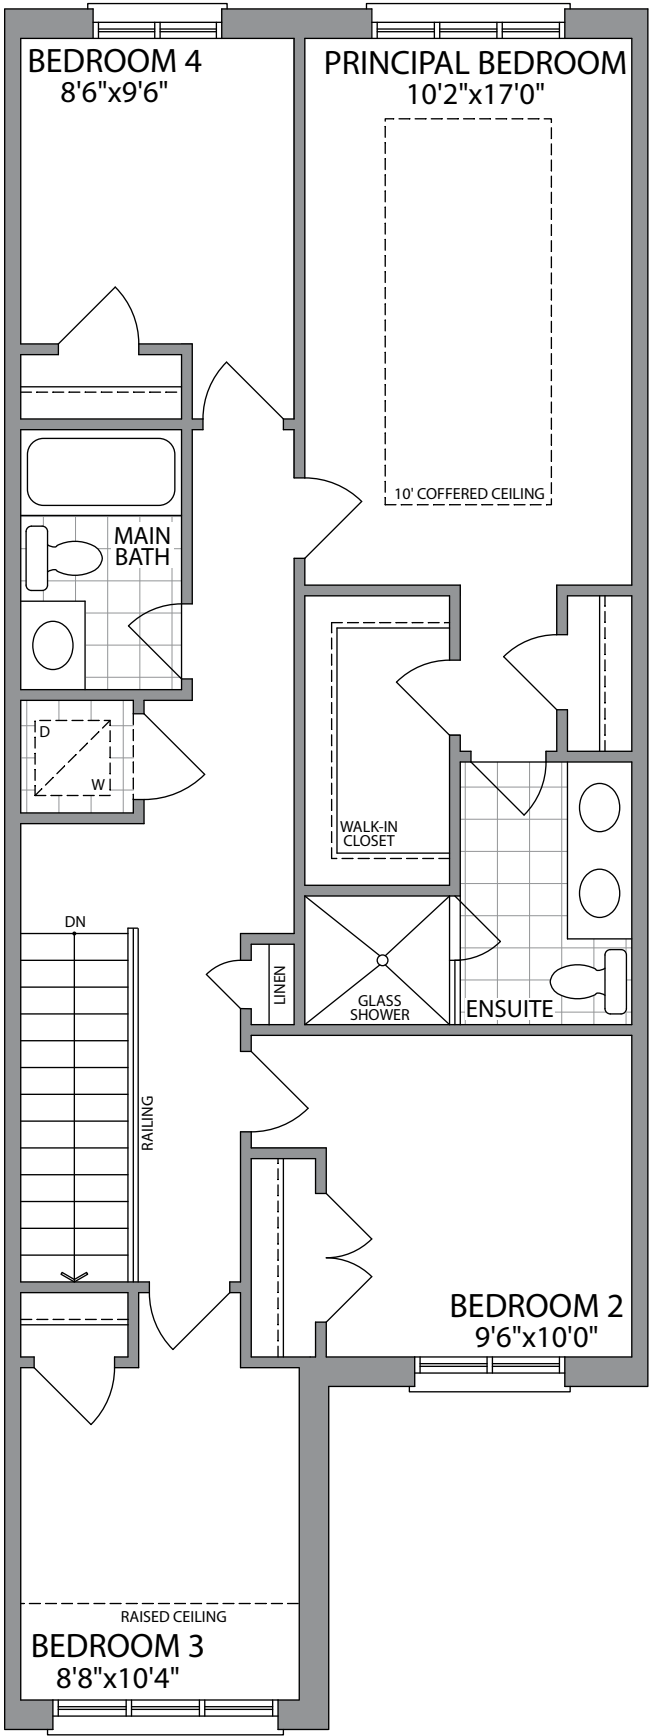 BEDROOM 4
8'6"x9'6"
PRINCIPAL BEDROOM
10'2"x17'0"
10' COFFERED CEILING
MAIN
BATH
D
W
WALK-IN
CLOSET
DN
LINEN
GLASS
SHOWER
ENSUITE
RAILING
BEDROOM 2
9'6"x10'0"
RAISED CEILING
BEDROOM 3
8'8"x10'4"